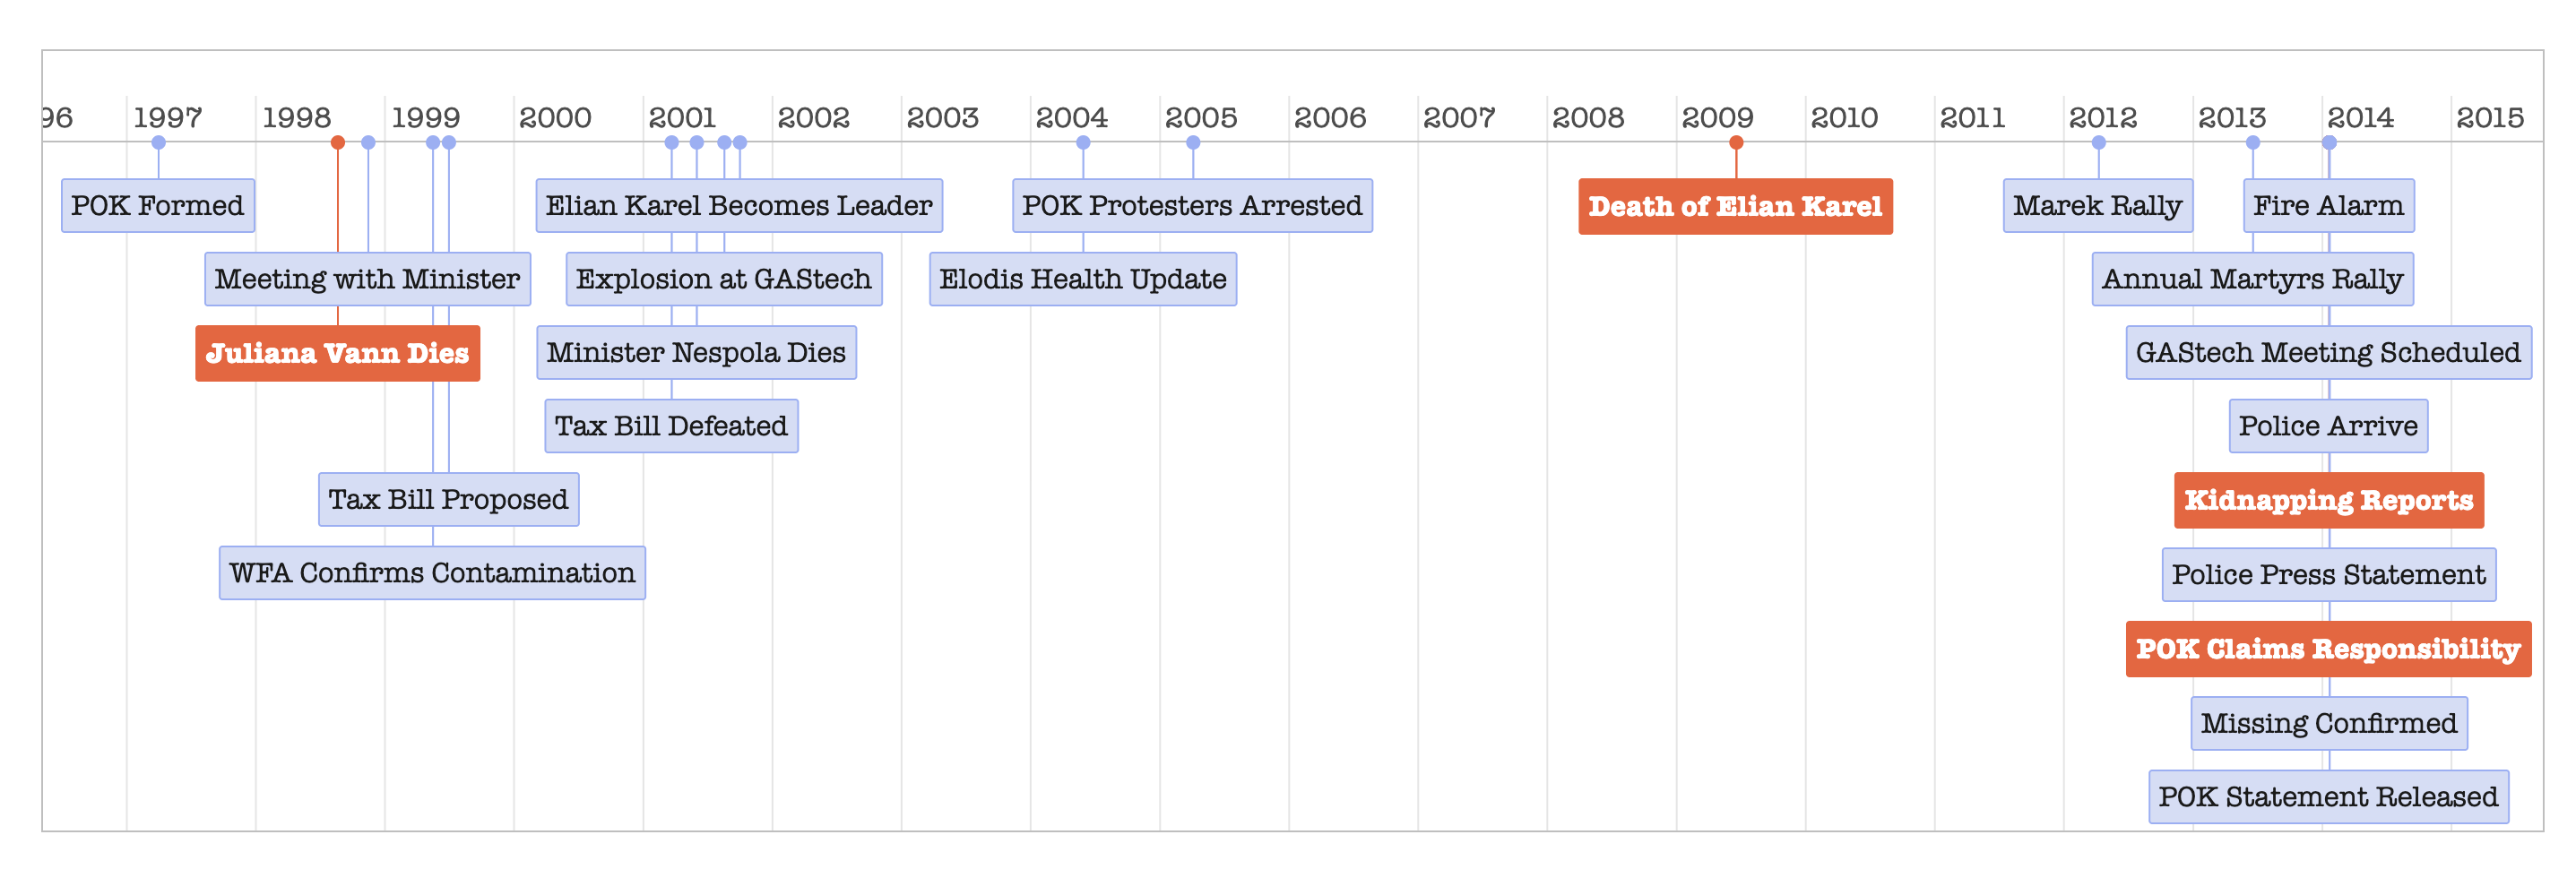 96 1997 1998 1999 2000 2001 2002 2003 2004 2005 2006 2007 2008 2009 2010 2011 2012 2013 2014 2015
POK Formed
Elian Karel Becomes Leader
POK Protesters Arrested
Death of Elian Karel
Marek Rally
Fire Alarm
Meeting with Minister
Explosion at GAStech
Elodis Health Update
Annual Martyrs Rally
Juliana Vann Dies
Minister Nespola Dies
GAStech Meeting Scheduled
Tax Bill Defeated
Police Arrive
Tax Bill Proposed
Kidnapping Reports
WFA Confirms Contamination
Police Press Statement
POK Claims Responsibility
Missing Confirmed
POK Statement Released